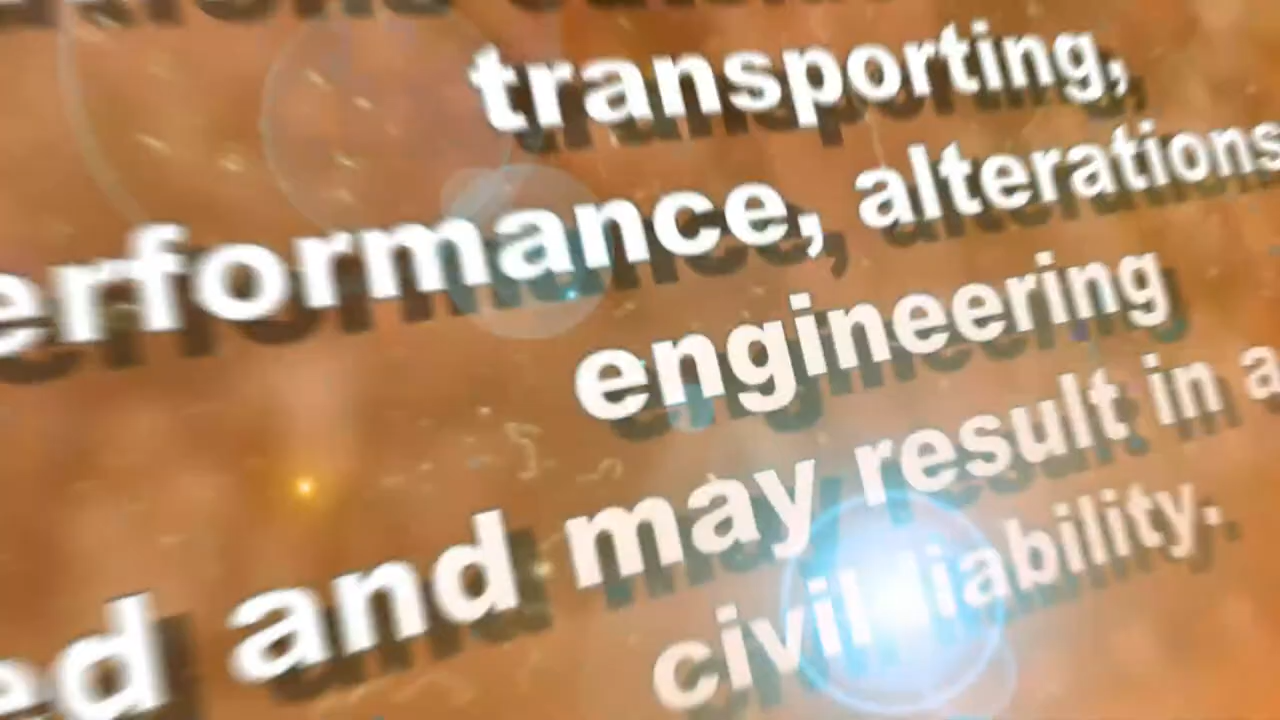 transporting,
erformance, alterations
engineering
ed and may result in a
civil liability.